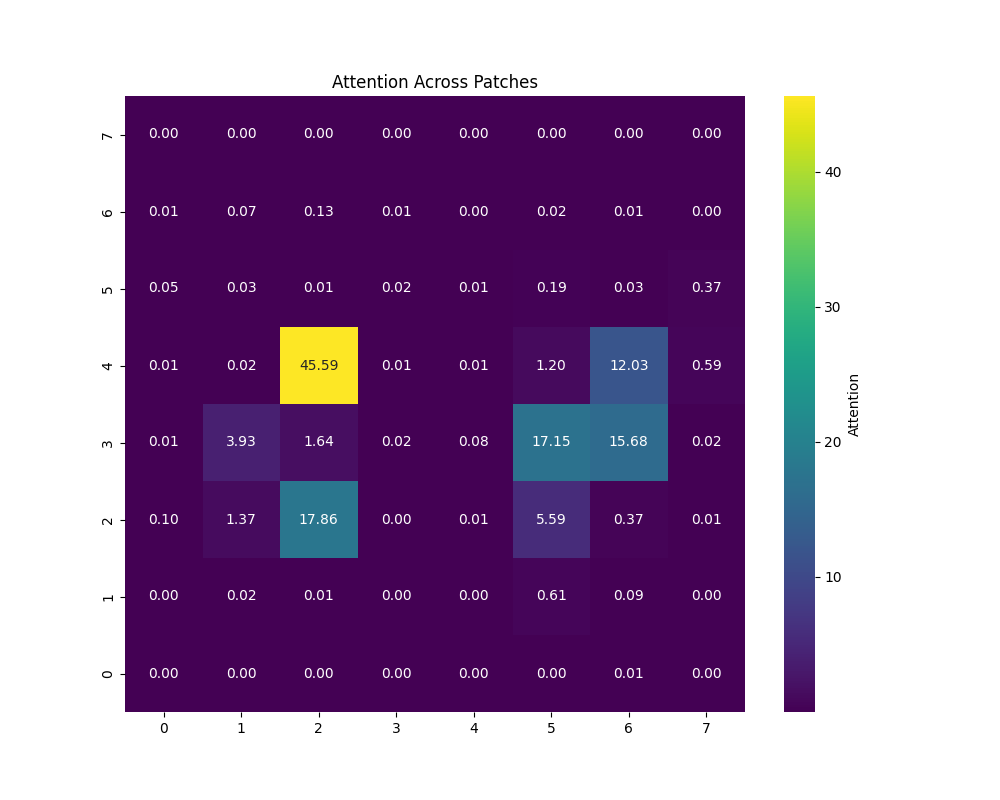 Attention Across Patches
7 0.00 0.00 0.00 0.00 0.00 0.00 0.00 0.00
6 0.01 0.07 0.13 0.01 0.00 0.02 0.01 0.00
5 0.05 0.03 0.01 0.02 0.01 0.19 0.03 0.37
4 0.01 0.02 45.59 0.01 0.01 1.20 12.03 0.59
3 0.01 3.93 1.64 0.02 0.08 17.15 15.68 0.02
2 0.10 1.37 17.86 0.00 0.01 5.59 0.37 0.01
1 0.00 0.02 0.01 0.00 0.00 0.61 0.09 0.00
0 0.00 0.00 0.00 0.00 0.00 0.00 0.01 0.00
0 1 2 3 4 5 6 7
40
30
20
10
Attention